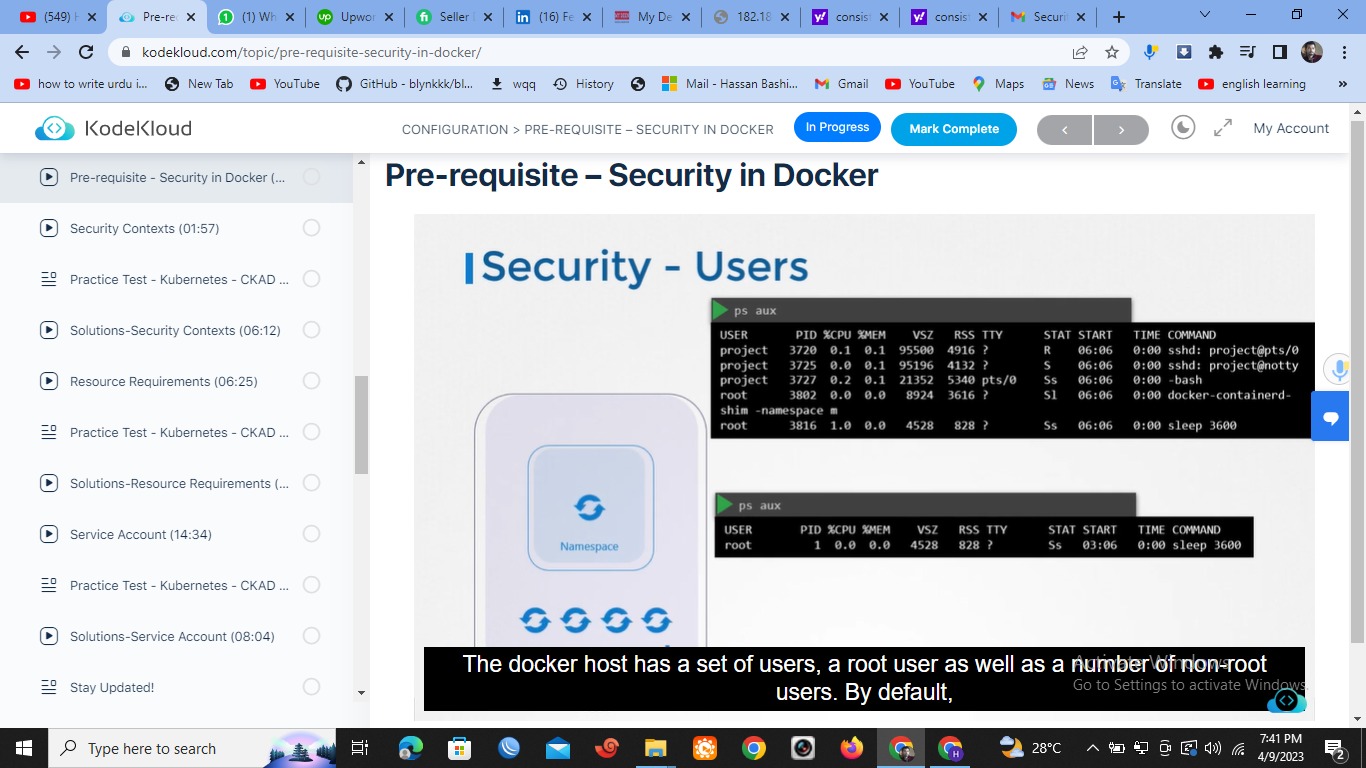 (549) H
Pre-req
(1) Wha
Upwor
Seller
(16) Fe
My De
182.18
consist
consist
Securit
kodekloud.com/topic/pre-requisite-security-in-docker/
how to write urdu i...
New Tab
YouTube
GitHub - blynkkk/bl...
wqq
History
Mail - Hassan Bashi...
Gmail
YouTube
Maps
News
Translate
english learning
»
KodeKloud
CONFIGURATION > PRE-REQUISITE – SECURITY IN DOCKER
In Progress
Mark Complete
My Account
Pre-requisite - Security in Docker (...
Security Contexts (01:57)
Practice Test - Kubernetes - CKAD ...
Solutions-Security Contexts (06:12)
Resource Requirements (06:25)
Practice Test - Kubernetes - CKAD ...
Solutions-Resource Requirements (...
Service Account (14:34)
Practice Test - Kubernetes - CKAD ...
Solutions-Service Account (08:04)
Stay Updated!
Pre-requisite – Security in Docker
Security - Users
ps aux
USER PID %CPU %MEM VSZ RSS TTY STAT START TIME COMMAND
project 3720 0.1 0.1 95500 4916 ? R 06:06 0:00 sshd: project@pts/0
project 3725 0.0 0.1 95196 4132 ? S 06:06 0:00 sshd: project@notty
project 3727 0.2 0.1 21352 5340 pts/0 Ss 06:06 0:00 -bash
root 3802 0.0 0.0 8924 3616 ? Sl 06:06 0:00 docker-containerd-
shim -namespace m
root 3816 1.0 0.0 4528 828 ? Ss 06:06 0:00 sleep 3600
Namespace
ps aux
USER PID %CPU %MEM VSZ RSS TTY STAT START TIME COMMAND
root 1 0.0 0.0 4528 828 ? Ss 03:06 0:00 sleep 3600
The docker host has a set of users, a root user as well as a number of non-root
users. By default,
Activate Windows
Go to Settings to activate Windows.
Type here to search
28°C
7:41 PM
4/9/2023
2